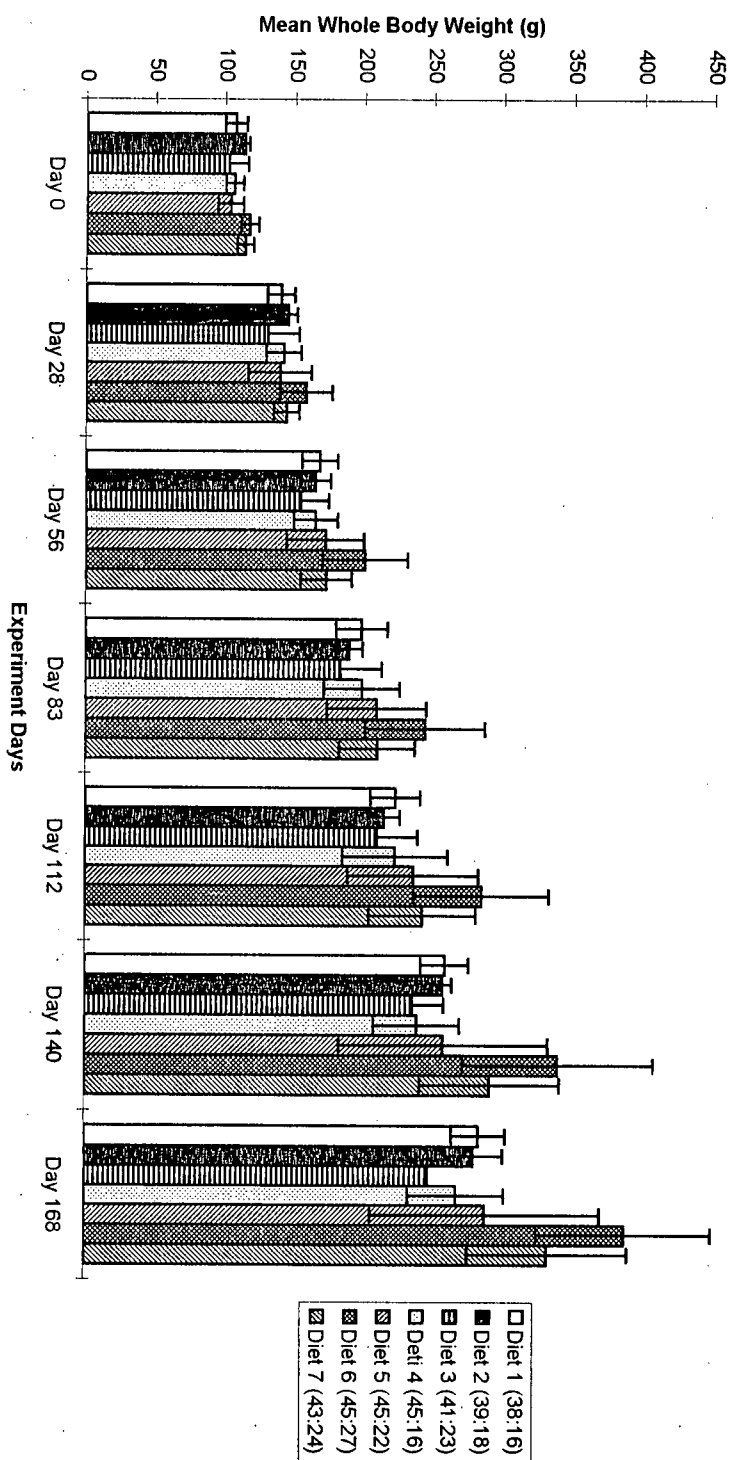 Mean Whole Body Weight (g)
450
400
350
300
250
200
150
100
50
0
Day 0
Day 28
Day 56
Day 83
Day 112
Day 140
Day 168
Experiment Days
Diet 1 (38:16)
Diet 2 (39:18)
Diet 3 (41:23)
Deti 4 (45:16)
Diet 5 (45:22)
Diet 6 (45:27)
Diet 7 (43:24)